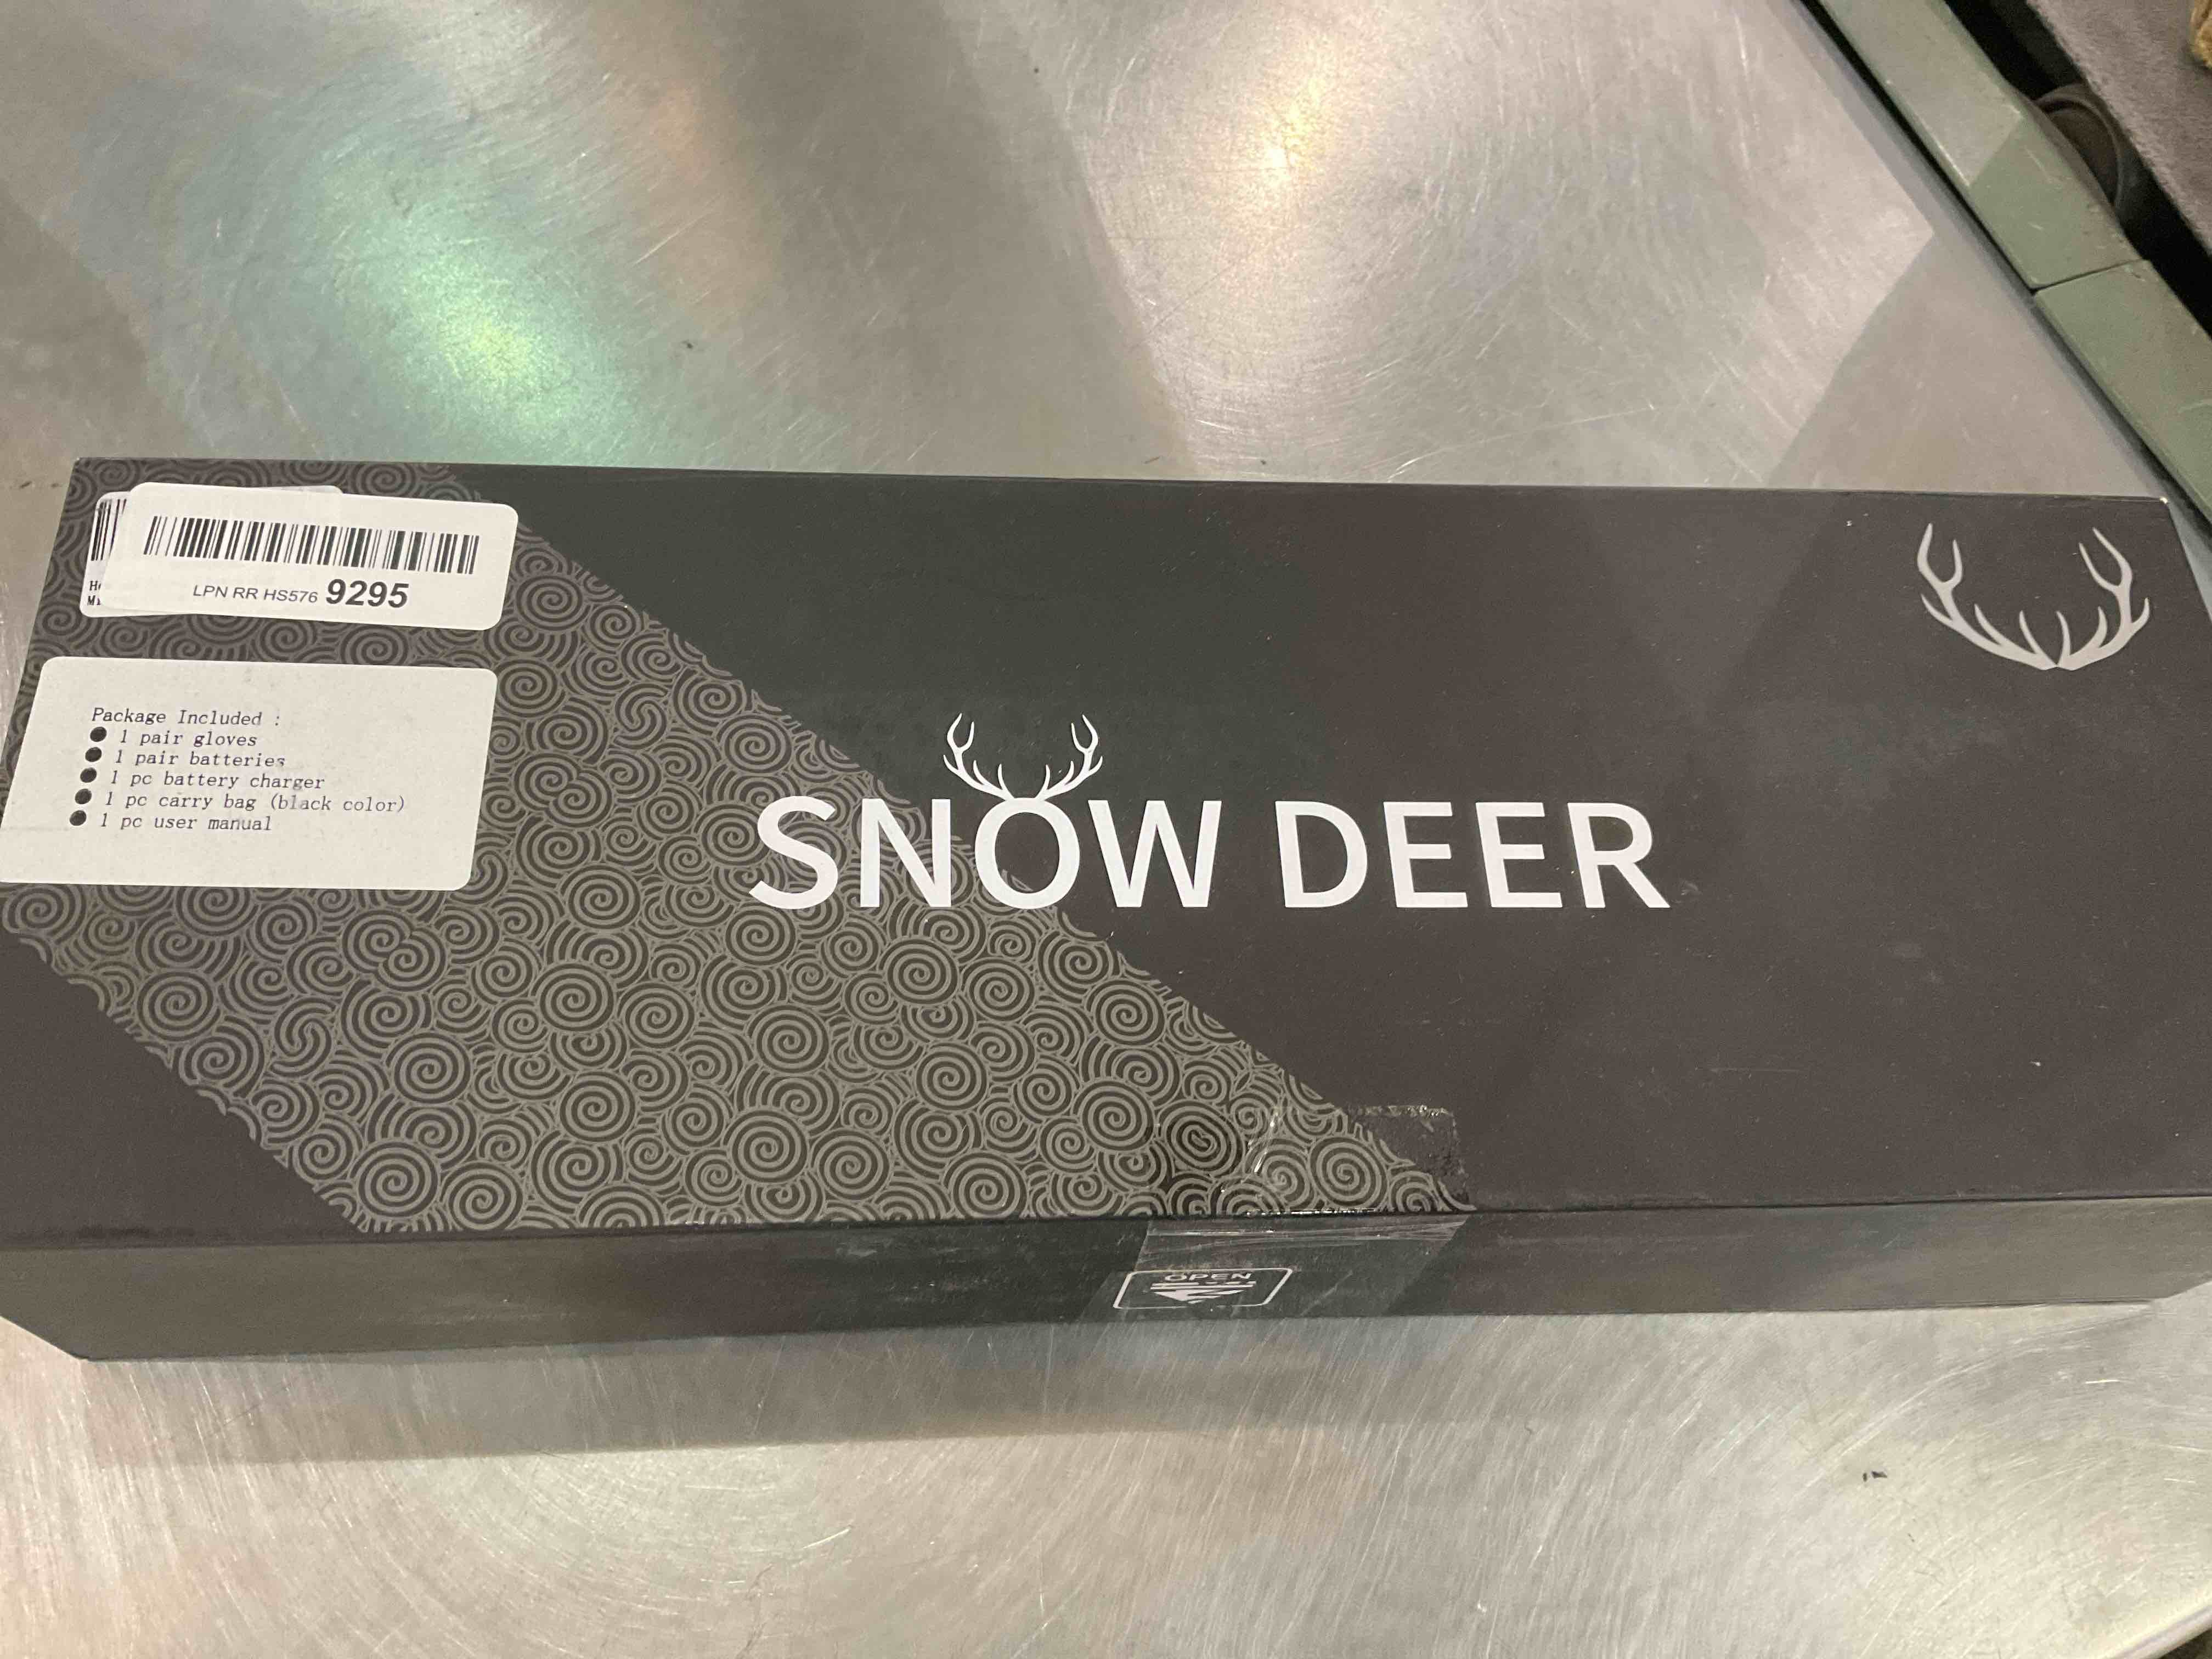 LPN RR HS576 9295
Package Included :
● 1 pair gloves
● 1 pair batteries
● 1 pc battery charger
● 1 pc carry bag (black color)
● 1 pc user manual
SNOW DEER
OPEN